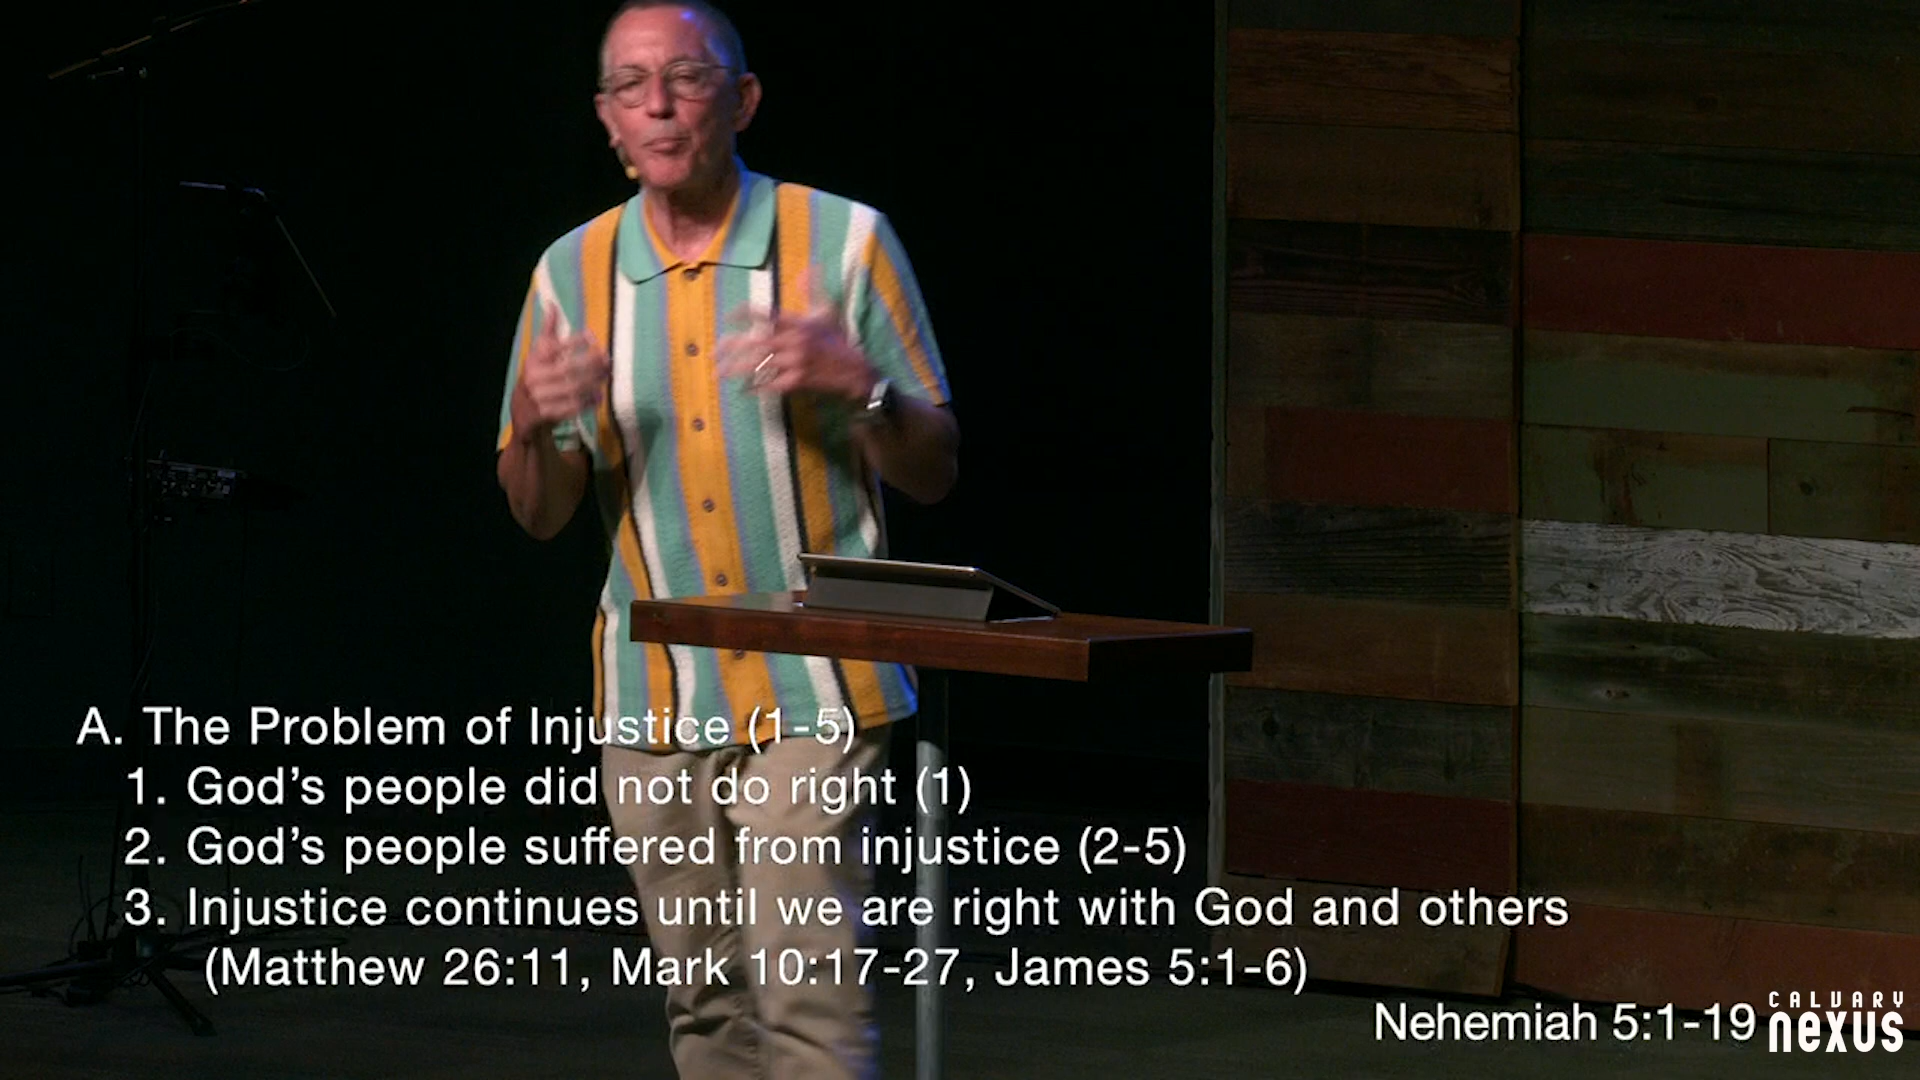 A. The Problem of Injustice (1-5)
1. God’s people did not do right (1)
2. God’s people suffered from injustice (2-5)
3. Injustice continues until we are right with God and others
(Matthew 26:11, Mark 10:17-27, James 5:1-6)
Nehemiah 5:1-19
CALVARY
nexus